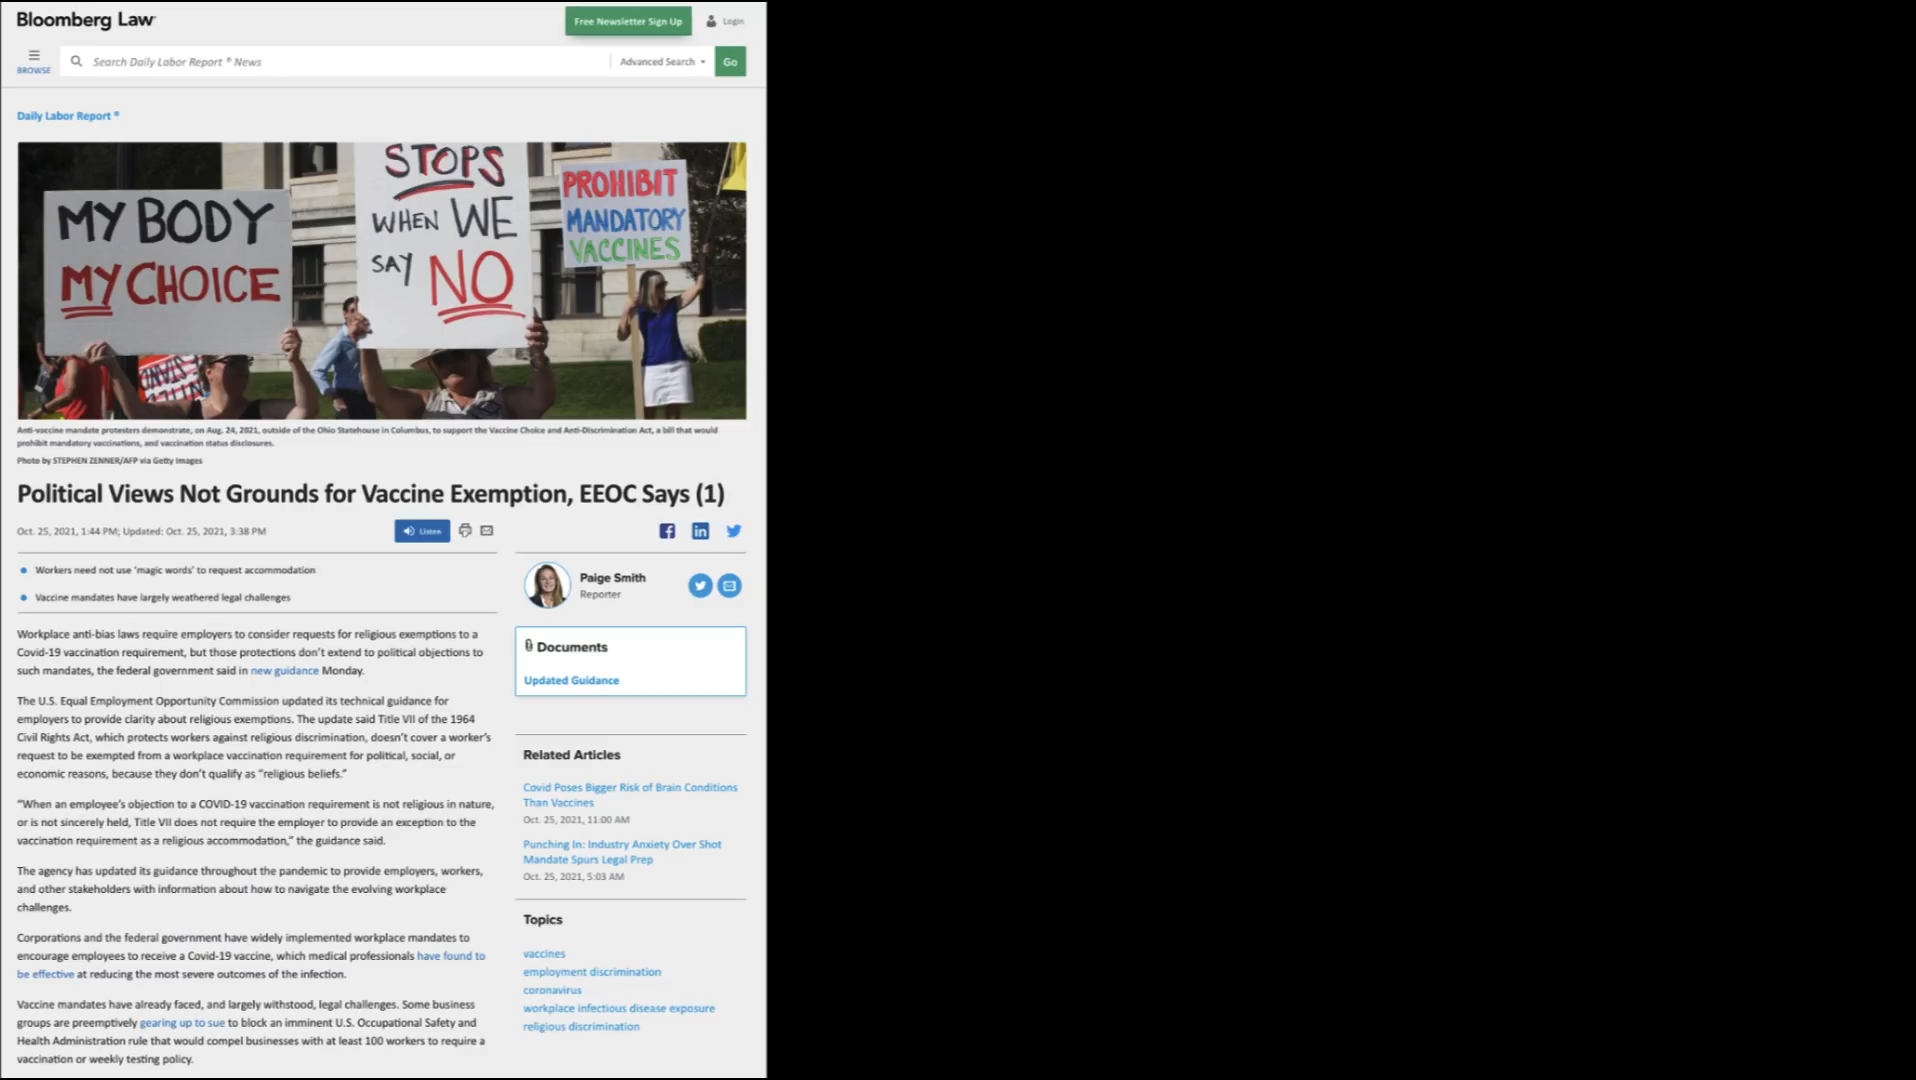 Bloomberg Law
Free Newsletter Sign Up
Login
BROWSE
Search Daily Labor Report ® News
Advanced Search
Go
Daily Labor Report ®
MY BODY
MY CHOICE
STOPS
WHEN WE
SAY NO
PROHIBIT
MANDATORY
VACCINES
Anti-vaccine mandate protesters demonstrate, on Aug. 24, 2021, outside of the Ohio Statehouse in Columbus, to support the Vaccine Choice and Anti-Discrimination Act, a bill that would
prohibit mandatory vaccinations, and vaccination status disclosures.
Photo by STEPHEN ZENNER/AFP via Getty Images
Political Views Not Grounds for Vaccine Exemption, EEOC Says (1)
Oct. 25, 2021, 1:44 PM; Updated: Oct. 25, 2021, 3:38 PM
Listen
Workers need not use ‘magic words’ to request accommodation
Vaccine mandates have largely weathered legal challenges
Workplace anti-bias laws require employers to consider requests for religious exemptions to a
Covid-19 vaccination requirement, but those protections don’t extend to political objections to
such mandates, the federal government said in new guidance Monday.
The U.S. Equal Employment Opportunity Commission updated its technical guidance for
employers to provide clarity about religious exemptions. The update said Title VII of the 1964
Civil Rights Act, which protects workers against religious discrimination, doesn’t cover a worker’s
request to be exempted from a workplace vaccination requirement for political, social, or
economic reasons, because they don’t qualify as “religious beliefs.”
“When an employee’s objection to a COVID-19 vaccination requirement is not religious in nature,
or is not sincerely held, Title VII does not require the employer to provide an exception to the
vaccination requirement as a religious accommodation,” the guidance said.
The agency has updated its guidance throughout the pandemic to provide employers, workers,
and other stakeholders with information about how to navigate the evolving workplace
challenges.
Corporations and the federal government have widely implemented workplace mandates to
encourage employees to receive a Covid-19 vaccine, which medical professionals have found to
be effective at reducing the most severe outcomes of the infection.
Vaccine mandates have already faced, and largely withstood, legal challenges. Some business
groups are preemptively gearing up to sue to block an imminent U.S. Occupational Safety and
Health Administration rule that would compel businesses with at least 100 workers to require a
vaccination or weekly testing policy.
Paige Smith
Reporter
Documents
Updated Guidance
Related Articles
Covid Poses Bigger Risk of Brain Conditions
Than Vaccines
Oct. 25, 2021, 11:00 AM
Punching In: Industry Anxiety Over Shot
Mandate Spurs Legal Prep
Oct. 25, 2021, 5:03 AM
Topics
vaccines
employment discrimination
coronavirus
workplace infectious disease exposure
religious discrimination